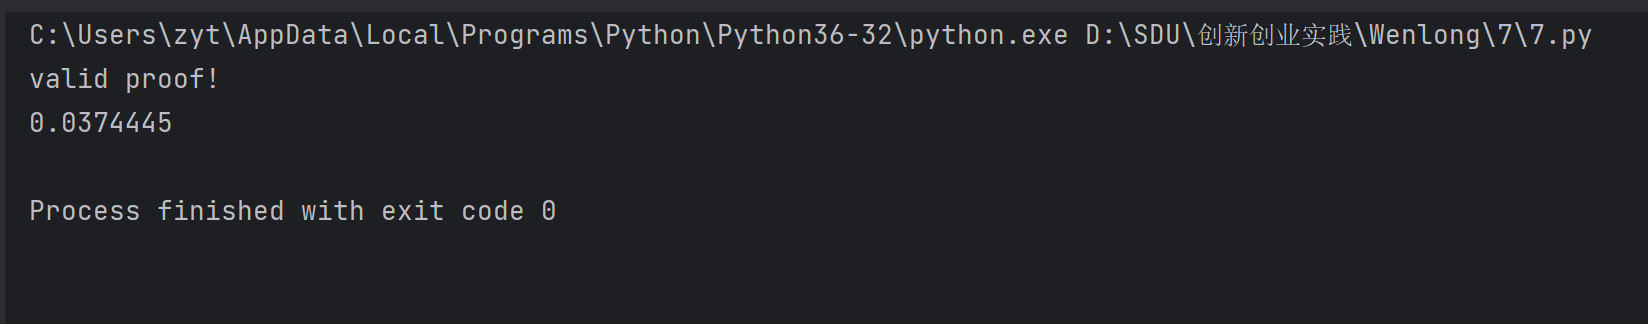 C:\Users\zyt\AppData\Local\Programs\Python\Python36-32\python.exe D:\SDU\创新创业实践\Wenlong\7\7.py
valid proof!
0.0374445
Process finished with exit code 0